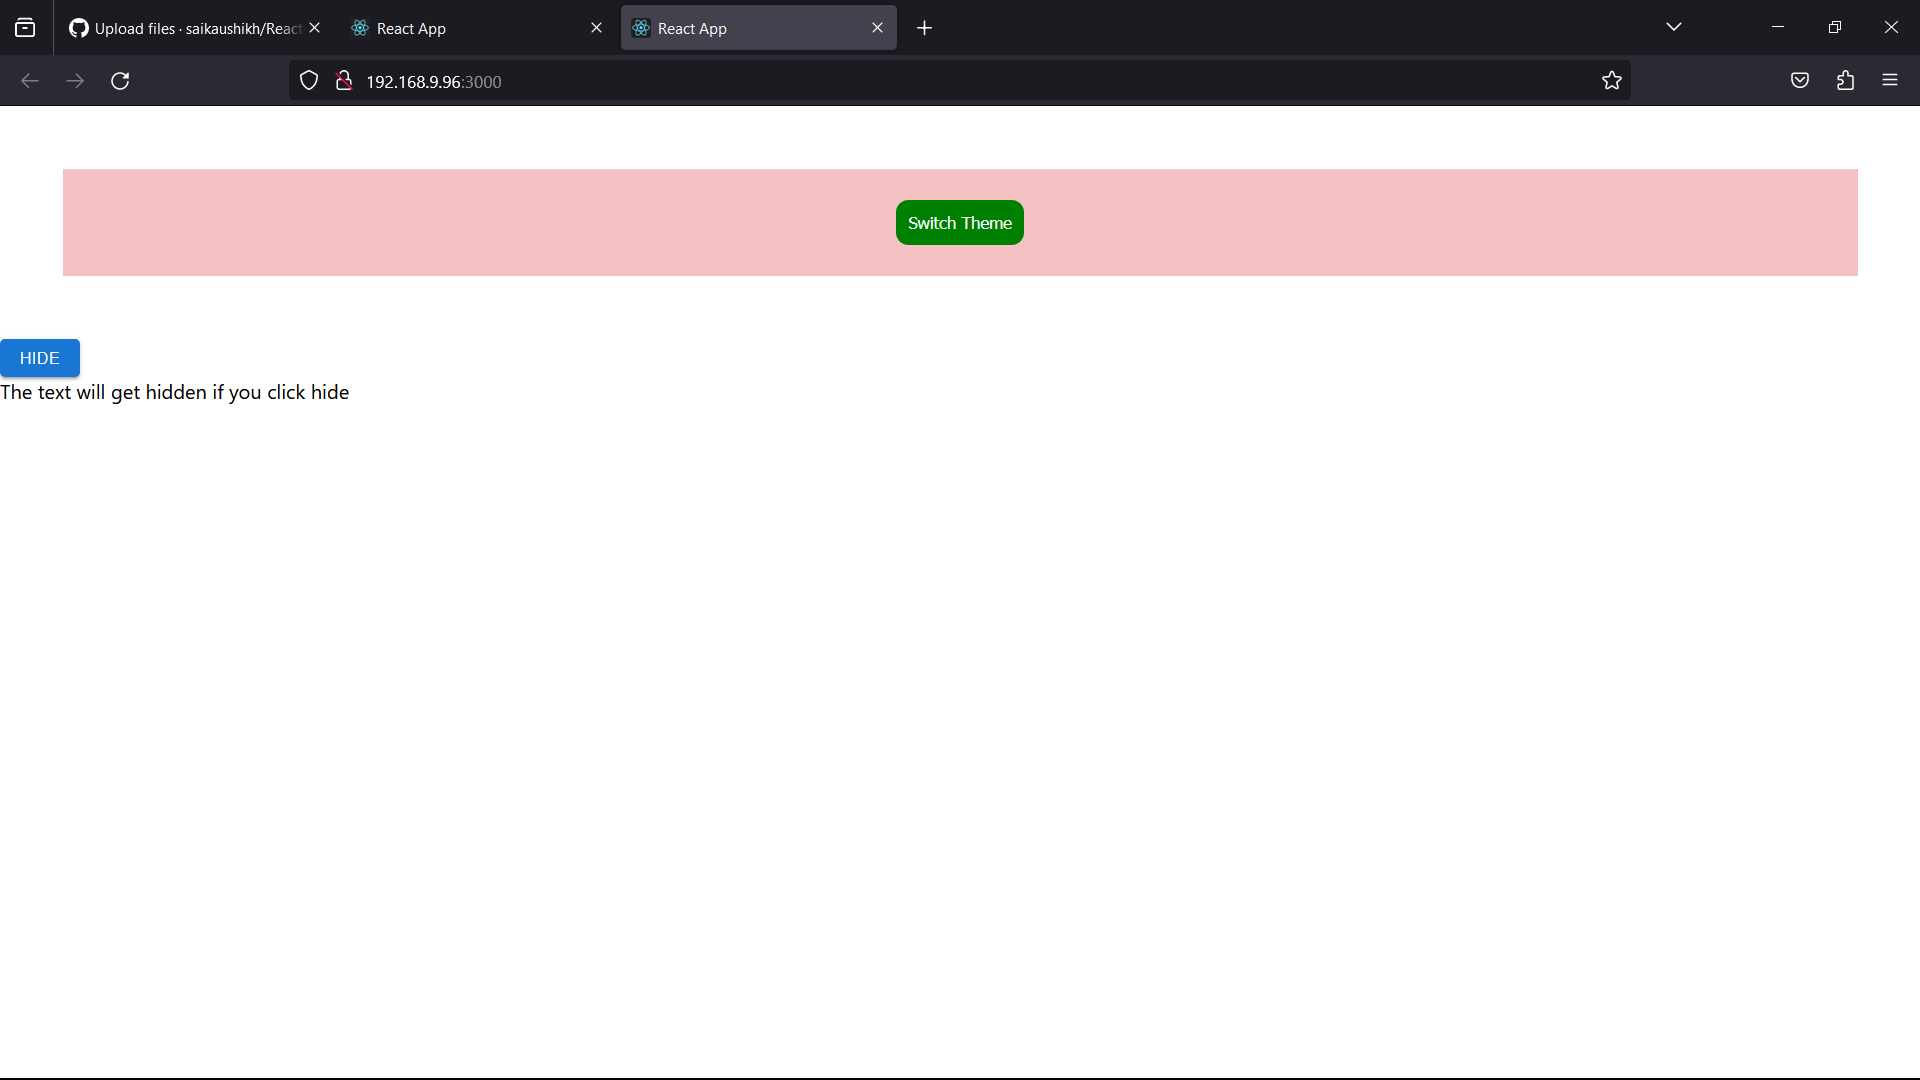 Upload files · saikaushikh/React
React App
React App
192.168.9.96:3000
Switch Theme
HIDE
The text will get hidden if you click hide